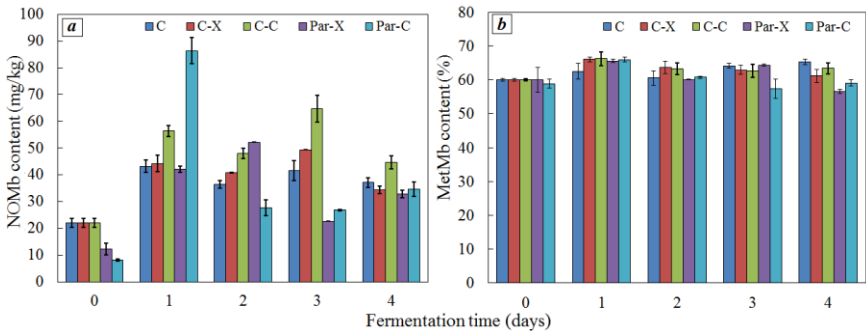 a
C C-X C-C Par-X Par-C
NOMb content (mg/kg)
100
90
80
70
60
50
40
30
20
10
0
0 1 2 3 4
b
C C-X C-C Par-X Par-C
MetMb content (%)
80
70
60
50
40
30
20
10
0
0 1 2 3 4
Fermentation time (days)